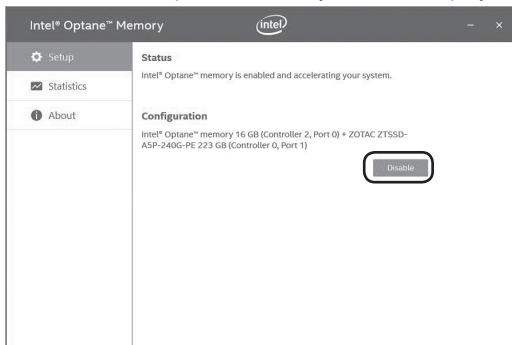 Intel® Optane™ Memory
intel
Setup
Statistics
About
Status
Intel® Optane™ memory is enabled and accelerating your system.
Configuration
Intel® Optane™ memory 16 GB (Controller 2, Port 0) + ZOTAC ZTSSD-
A5P-240G-PE 223 GB (Controller 0, Port 1)
Disable